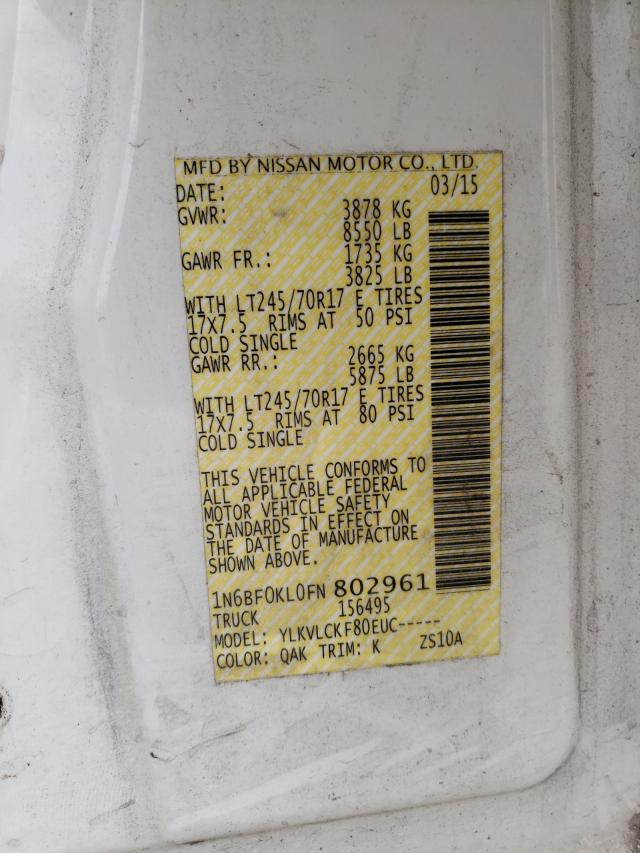 MFD BY NISSAN MOTOR CO., LTD.
DATE: 03/15
GVWR: 3878 KG
8550 LB
GAWR FR.: 1735 KG
3825 LB
WITH LT245/70R17 E TIRES
17X7.5 RIMS AT 50 PSI
COLD SINGLE
GAWR RR.: 2665 KG
5875 LB
WITH LT245/70R17 E TIRES
17X7.5 RIMS AT 80 PSI
COLD SINGLE
THIS VEHICLE CONFORMS TO
ALL APPLICABLE FEDERAL
MOTOR VEHICLE SAFETY
STANDARDS IN EFFECT ON
THE DATE OF MANUFACTURE
SHOWN ABOVE.
1N6BF0KL0FN 802961
TRUCK 156495
MODEL: YLKVLCKF80EUC-----
COLOR: QAK TRIM: K ZS10A